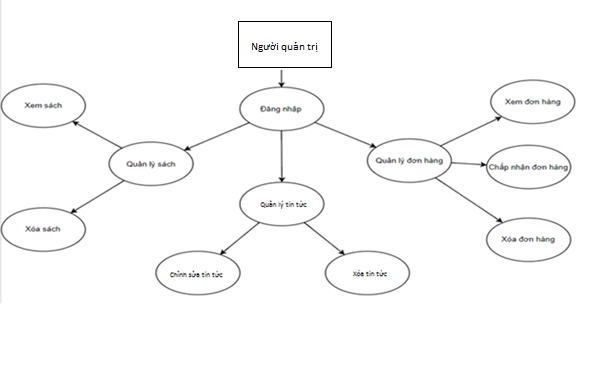 Người quản trị
Đăng nhập
Xem sách
Quản lý sách
Xóa sách
Quản lý tin tức
Chỉnh sửa tin tức
Xóa tin tức
Quản lý đơn hàng
Xem đơn hàng
Chấp nhận đơn hàng
Xóa đơn hàng